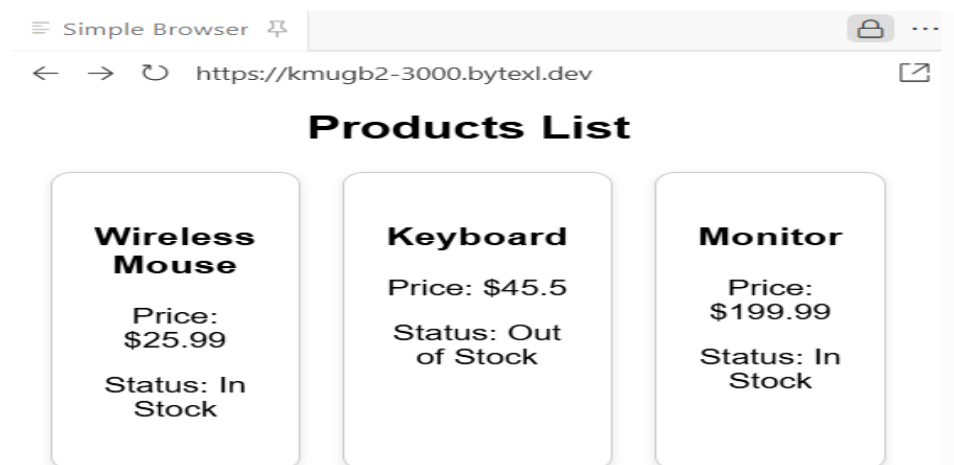 Simple Browser
https://kmugb2-3000.bytexl.dev
Products List
Wireless
Mouse
Price:
$25.99
Status: In
Stock
Keyboard
Price: $45.5
Status: Out
of Stock
Monitor
Price:
$199.99
Status: In
Stock